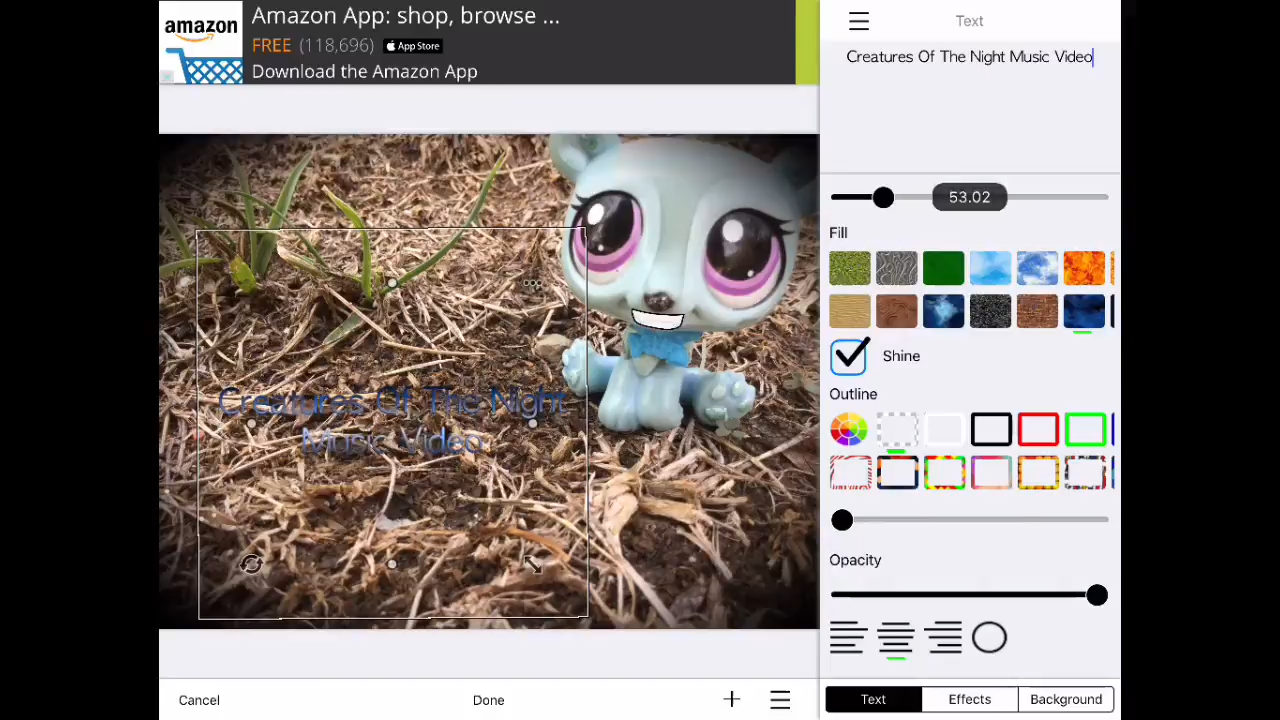 amazon
Amazon App: shop, browse ...
FREE (118,696) App Store
Download the Amazon App
Text
Creatures Of The Night Music Video
53.02
Fill
Shine
Outline
Opacity
Creatures Of The Night
Music Video
Cancel
Done
Text
Effects
Background